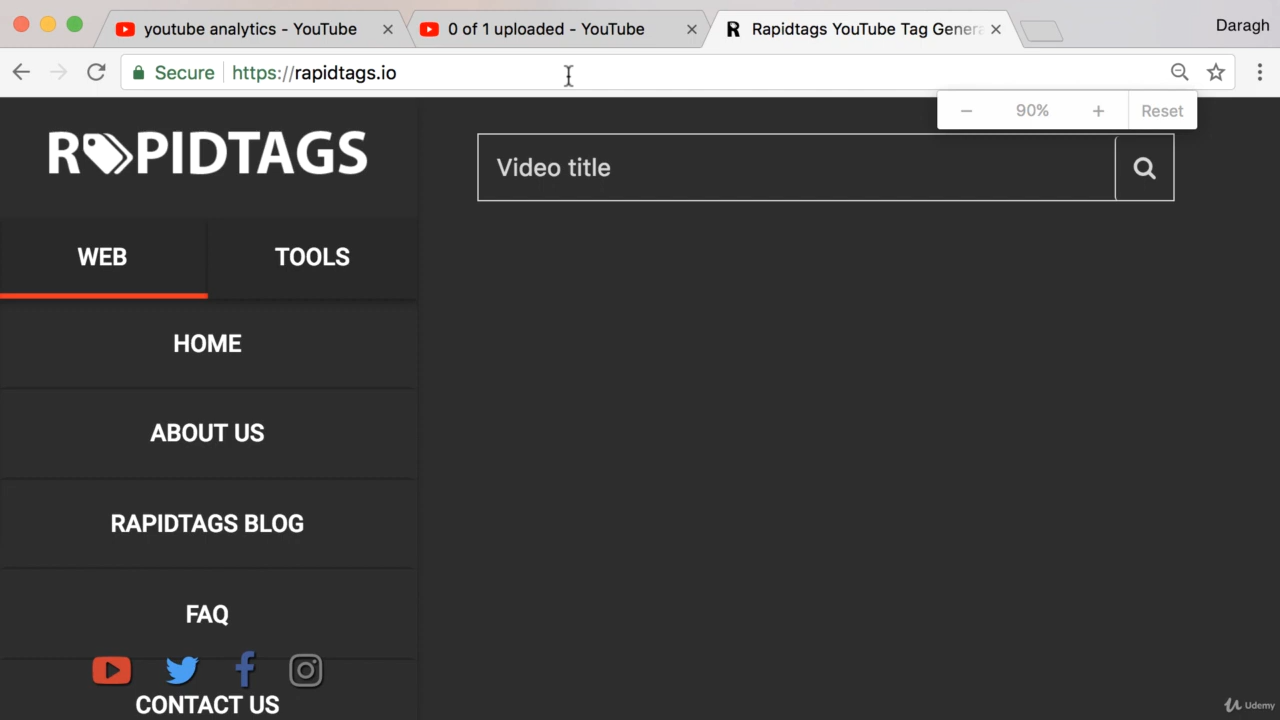 youtube analytics - YouTube
0 of 1 uploaded - YouTube
Rapidtags YouTube Tag Genera
Daragh
Secure
https://rapidtags.io
90%
Reset
RAPIDTAGS
Video title
WEB
TOOLS
HOME
ABOUT US
RAPIDTAGS BLOG
FAQ
CONTACT US
Udemy